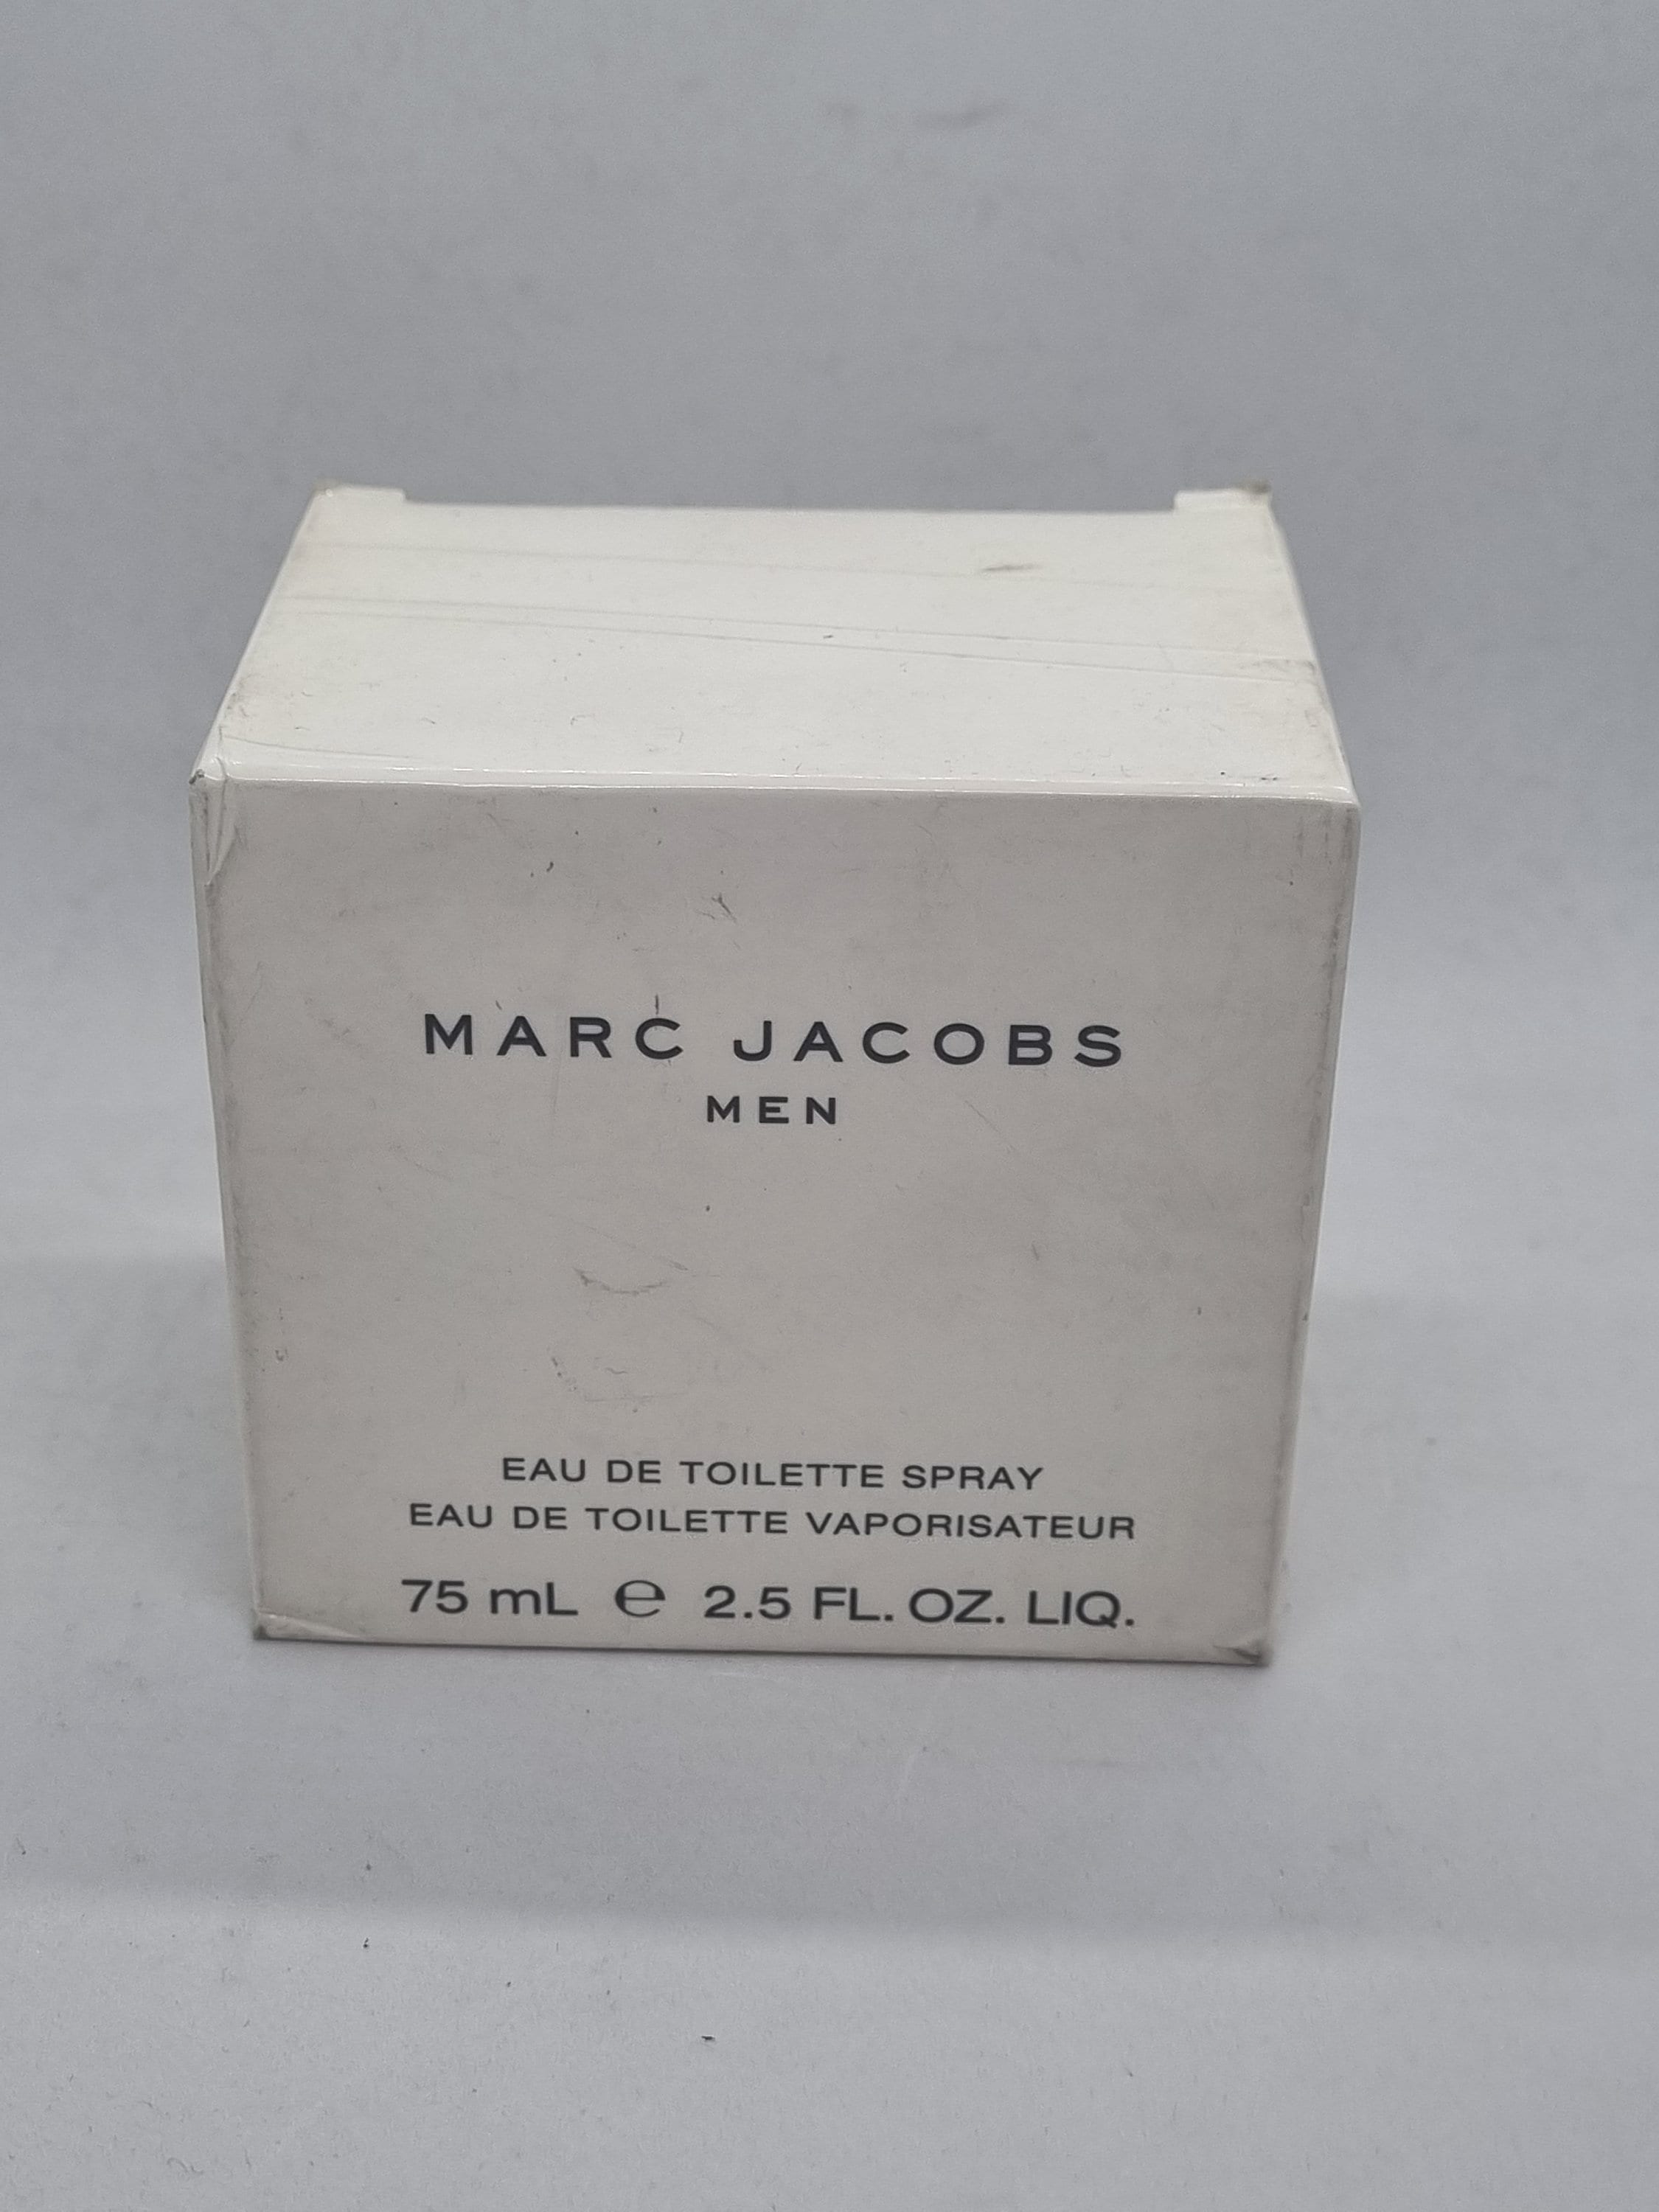 MARC JACOBS
MEN
EAU DE TOILETTE SPRAY
EAU DE TOILETTE VAPORISATEUR
75 mL ℮ 2.5 FL. OZ. LIQ.